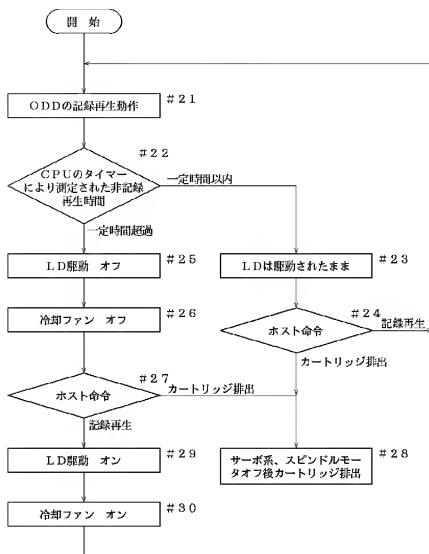 開　始
ＯＤＤの記録再生動作
＃２１
＃２２
ＣＰＵのタイマー
により測定された非記録
再生時間
一定時間以内
一定時間超過
ＬＤ駆動　オフ
＃２５
ＬＤは駆動されたまま
＃２３
冷却ファン　オフ
＃２６
＃２４
ホスト命令
記録再生
カートリッジ排出
＃２７
ホスト命令
カートリッジ排出
記録再生
ＬＤ駆動　オン
＃２９
サーボ系、スピンドルモー
タオフ後カートリッジ排出
＃２８
冷却ファン　オン
＃３０